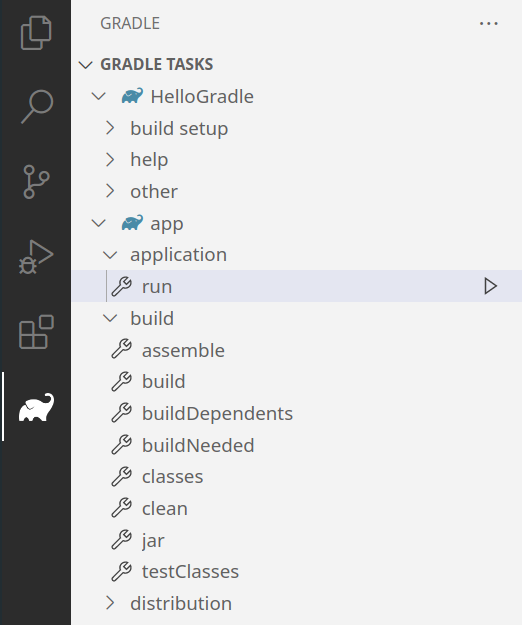 GRADLE
GRADLE TASKS
HelloGradle
build setup
help
other
app
application
run
build
assemble
build
buildDependents
buildNeeded
classes
clean
jar
testClasses
distribution